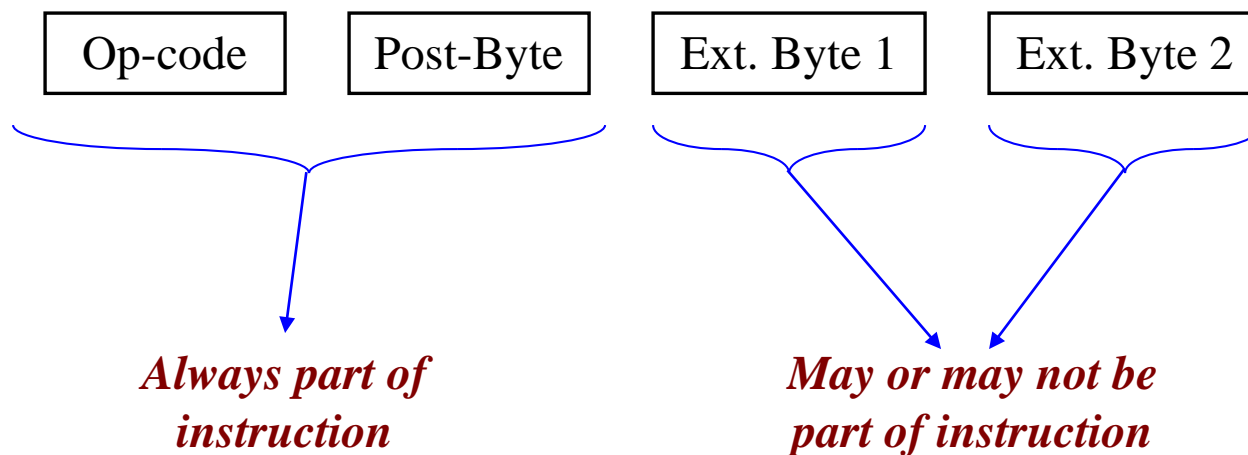 Op-code Post-Byte Ext. Byte 1 Ext. Byte 2
Always part of
instruction
May or may not be
part of instruction